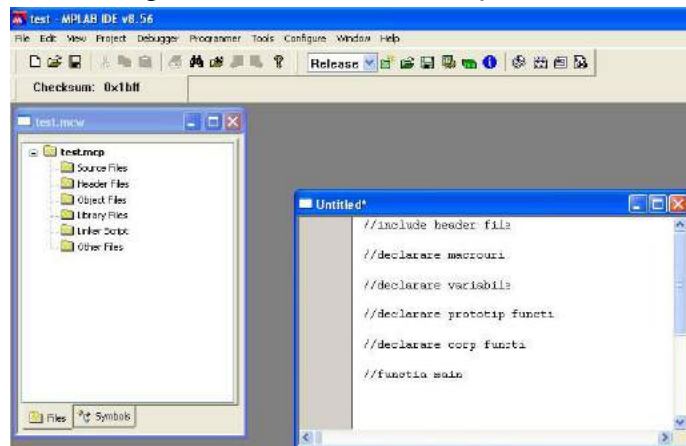 test - MPLAB IDE v8.56
File Edit View Project Debugger Programmer Tools Configure Window Help
Release
Checksum: 0x1bff
test.mcw
test.mcp
Source Files
Header Files
Object Files
Library Files
Linker Script
Other Files
Files Symbols
Untitled*
//include header file
//declarare macrouri
//declarare variabile
//declarare prototip functi
//declarare corp functi
//functia main